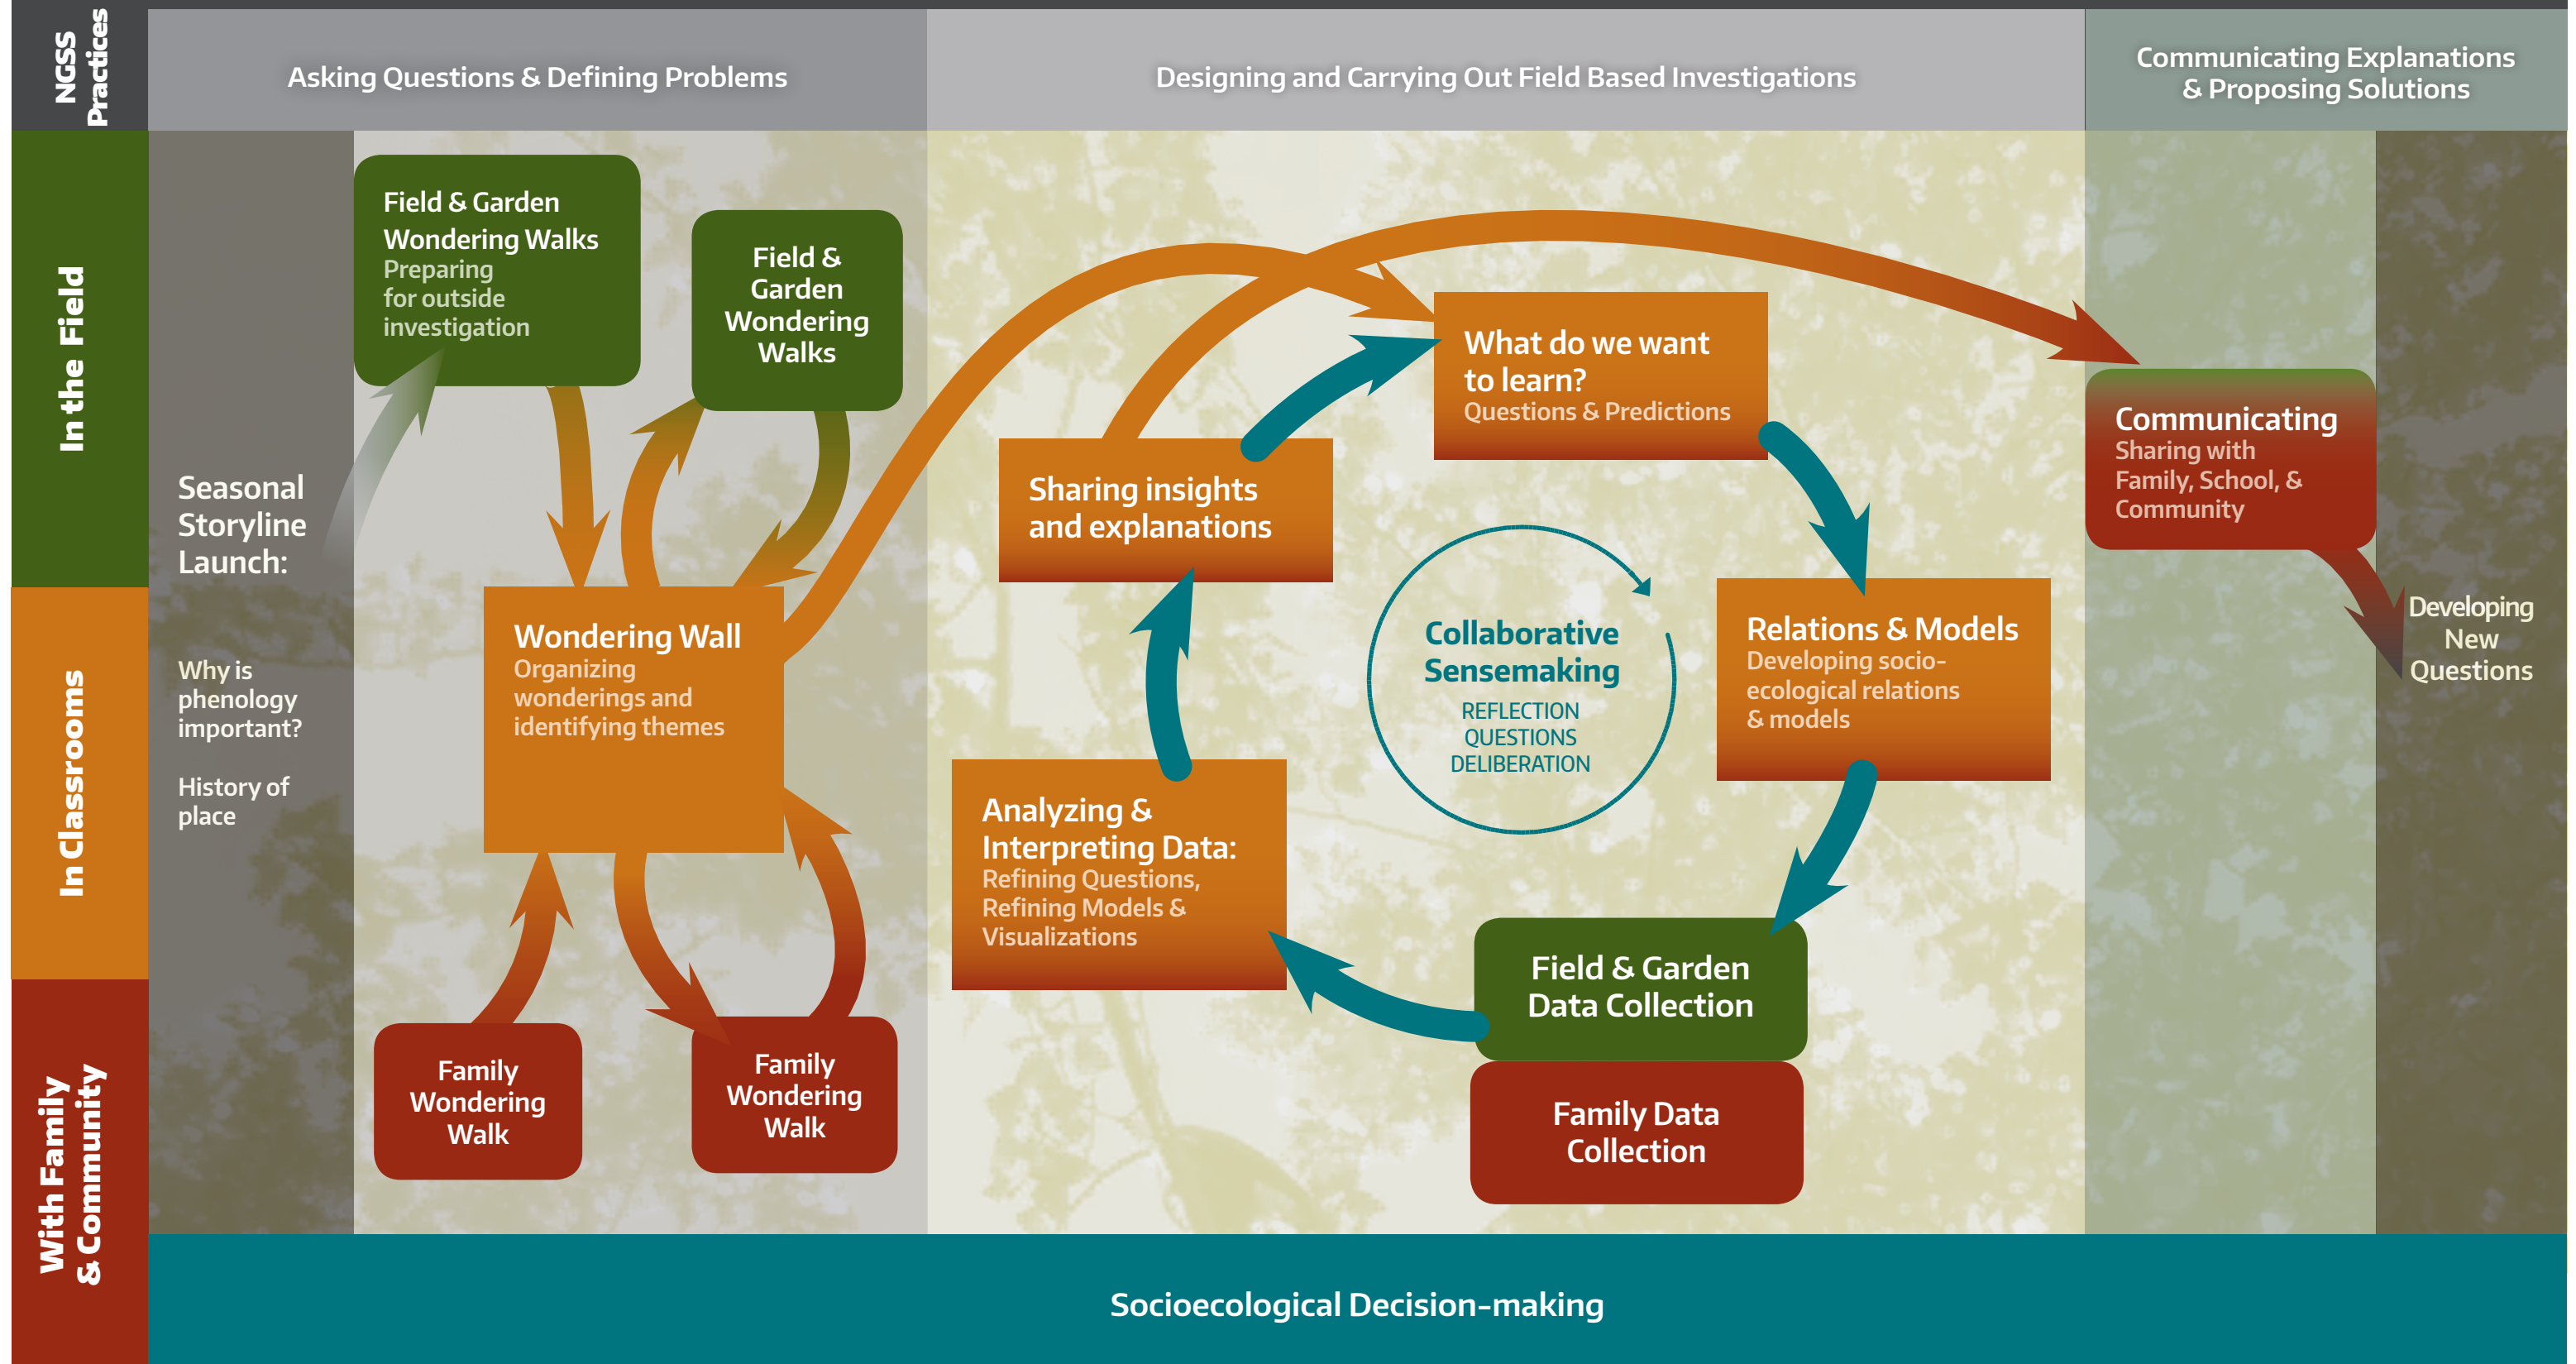 NGSS
Practices
Asking Questions & Defining Problems
Designing and Carrying Out Field Based Investigations
Communicating Explanations
& Proposing Solutions
In the Field
In Classrooms
With Family
& Community
Seasonal
Storyline
Launch:
Why is
phenology
important?
History of
place
Field & Garden
Wondering Walks
Preparing
for outside
investigation
Field &
Garden
Wondering
Walks
Wondering Wall
Organizing
wonderings and
identifying themes
Family
Wondering
Walk
Family
Wondering
Walk
What do we want
to learn?
Questions & Predictions
Sharing insights
and explanations
Collaborative
Sensemaking
REFLECTION
QUESTIONS
DELIBERATION
Relations & Models
Developing socio-
ecological relations
& models
Analyzing &
Interpreting Data:
Refining Questions,
Refining Models &
Visualizations
Field & Garden
Data Collection
Family Data
Collection
Communicating
Sharing with
Family, School, &
Community
Developing
New
Questions
Socioecological Decision-making